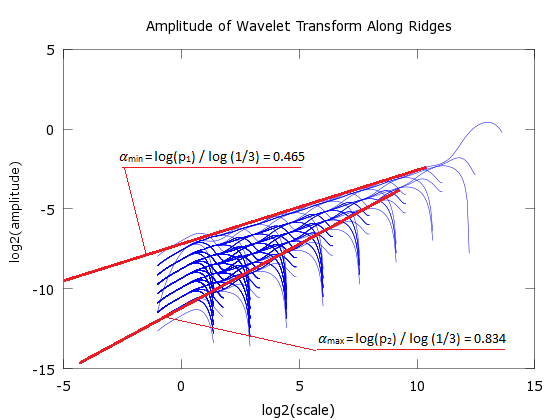 Amplitude of Wavelet Transform Along Ridges
5
0
-5
-10
-15
log2(amplitude)
αmin = log(p1) / log (1/3) = 0.465
αmax = log(p2) / log (1/3) = 0.834
-5 0 5 10 15
log2(scale)